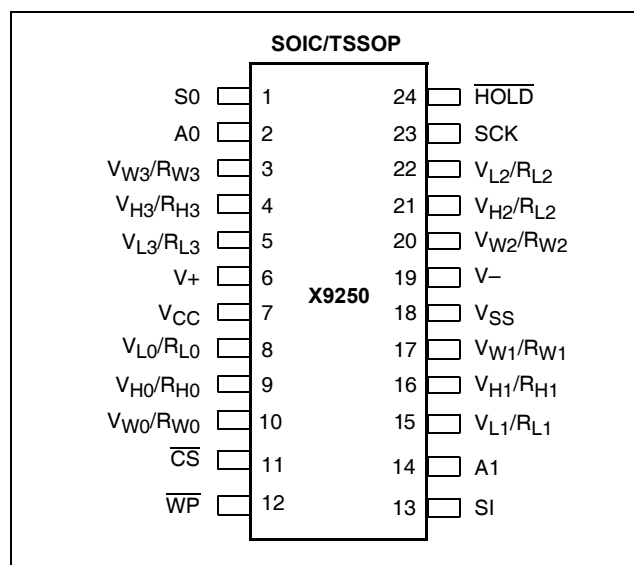 SOIC/TSSOP
S0 1 24 HOLD
A0 2 23 SCK
VW3/RW3 3 22 VL2/RL2
VH3/RH3 4 21 VH2/RL2
VL3/RL3 5 20 VW2/RW2
V+ 6 19 V–
X9250
VCC 7 18 VSS
VL0/RL0 8 17 VW1/RW1
VH0/RH0 9 16 VH1/RH1
VW0/RW0 10 15 VL1/RL1
CS 11 14 A1
WP 12 13 SI